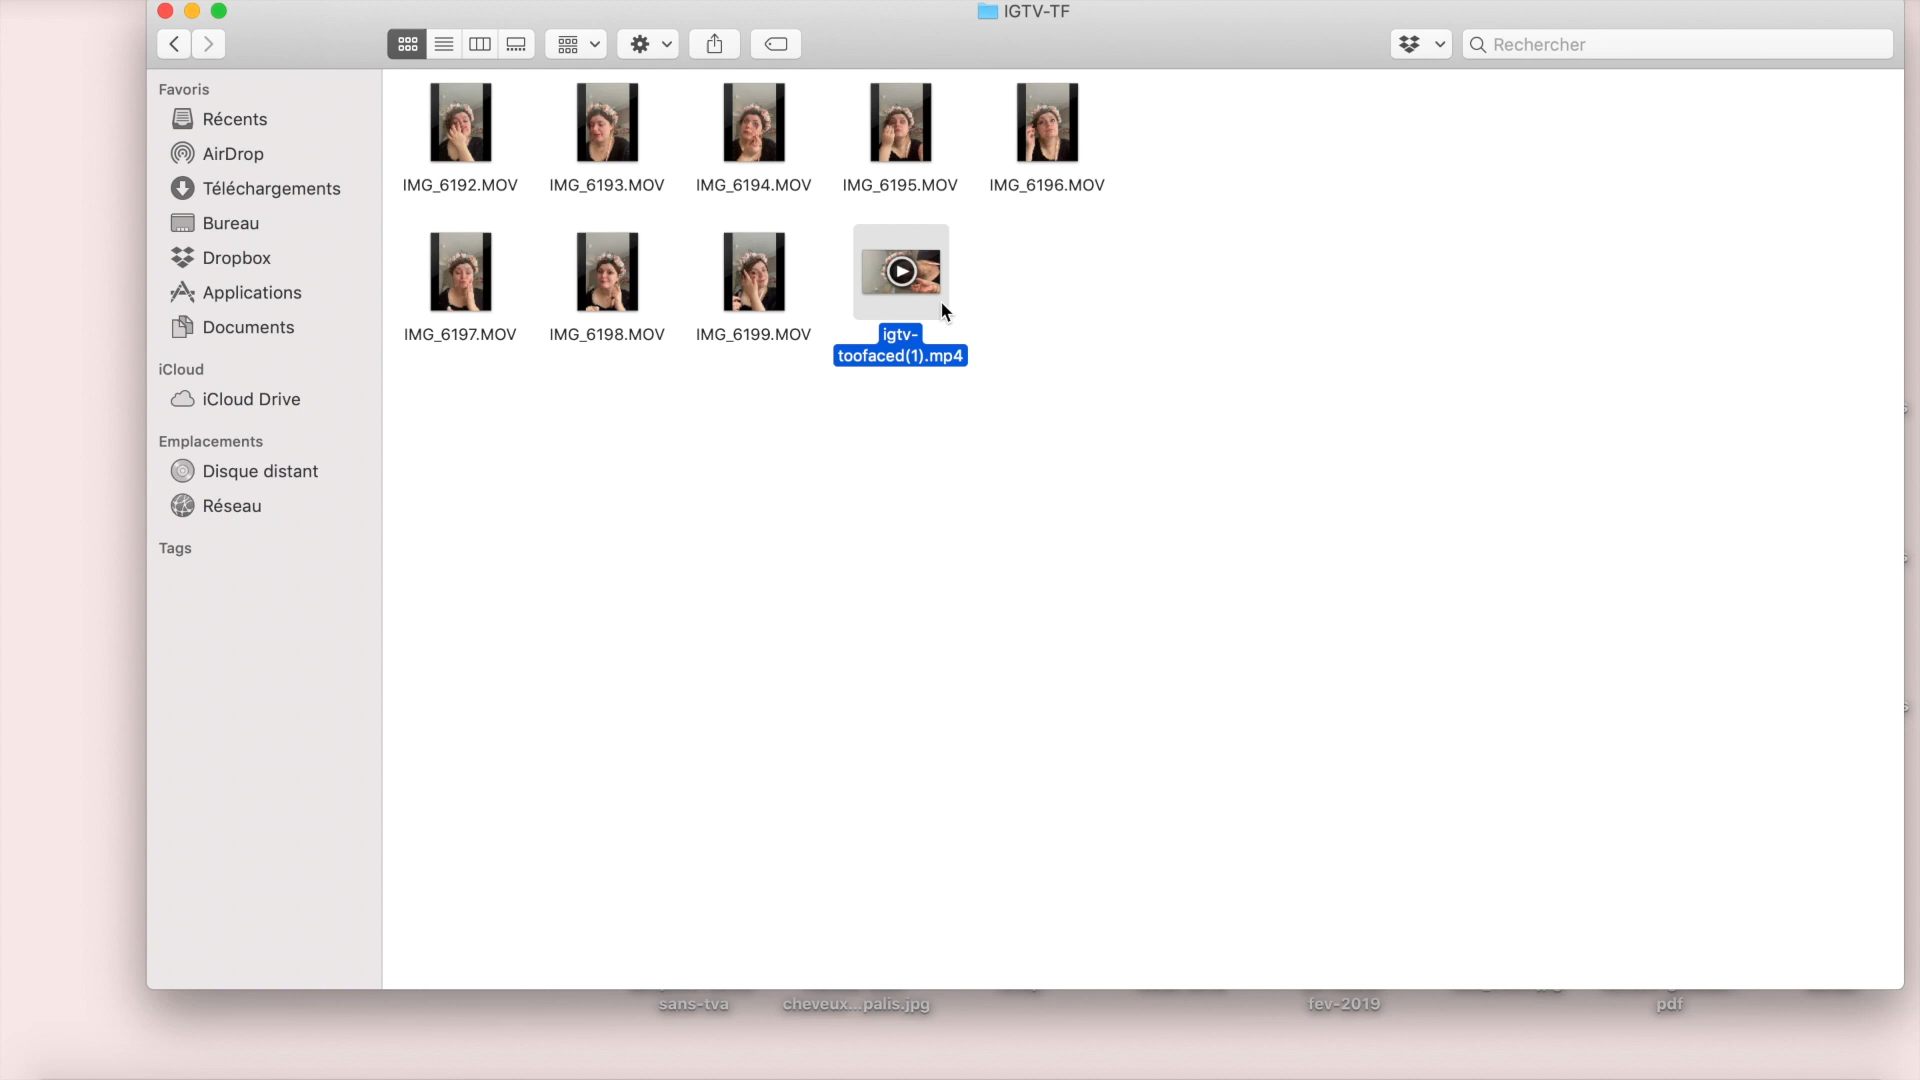 IGTV-TF
Rechercher
Favoris
Récents
AirDrop
Téléchargements
Bureau
Dropbox
Applications
Documents
iCloud
iCloud Drive
Emplacements
Disque distant
Réseau
Tags
IMG_6192.MOV
IMG_6193.MOV
IMG_6194.MOV
IMG_6195.MOV
IMG_6196.MOV
IMG_6197.MOV
IMG_6198.MOV
IMG_6199.MOV
igtv-
toofaced(1).mp4
sans-tva
cheveux...palis.jpg
fev-2019
pdf